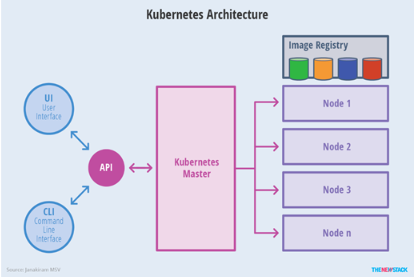 Kubernetes Architecture
Image Registry
UI
User
Interface
API
CLI
Command
Line
Interface
Kubernetes
Master
Node 1
Node 2
Node 3
Node n
Source: Janakiram MSV
THENEWSTACK